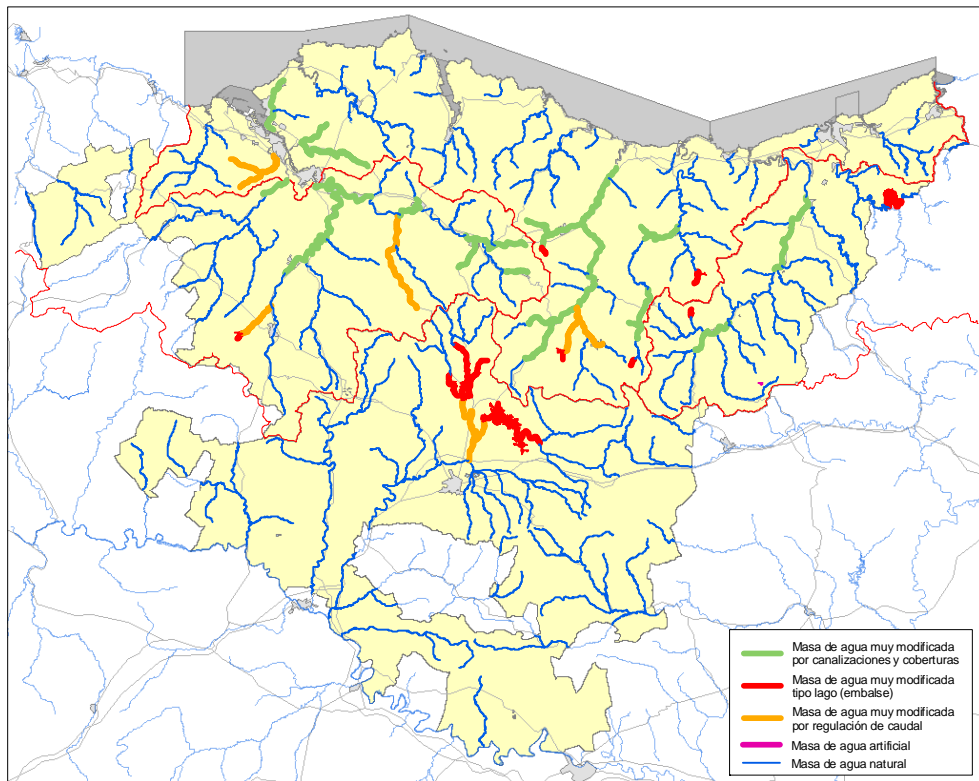 Masa de agua muy modificada
por canalizaciones y coberturas
Masa de agua muy modificada
tipo lago (embalse)
Masa de agua muy modificada
por regulación de caudal
Masa de agua artificial
Masa de agua natural